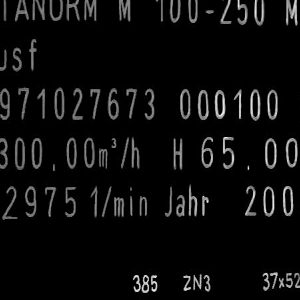 TANORM M 100-250 M
usf
971027673 000100
300.00m³/h H 65.00
2975 1/min Jahr 200
385 ZN3 37x52